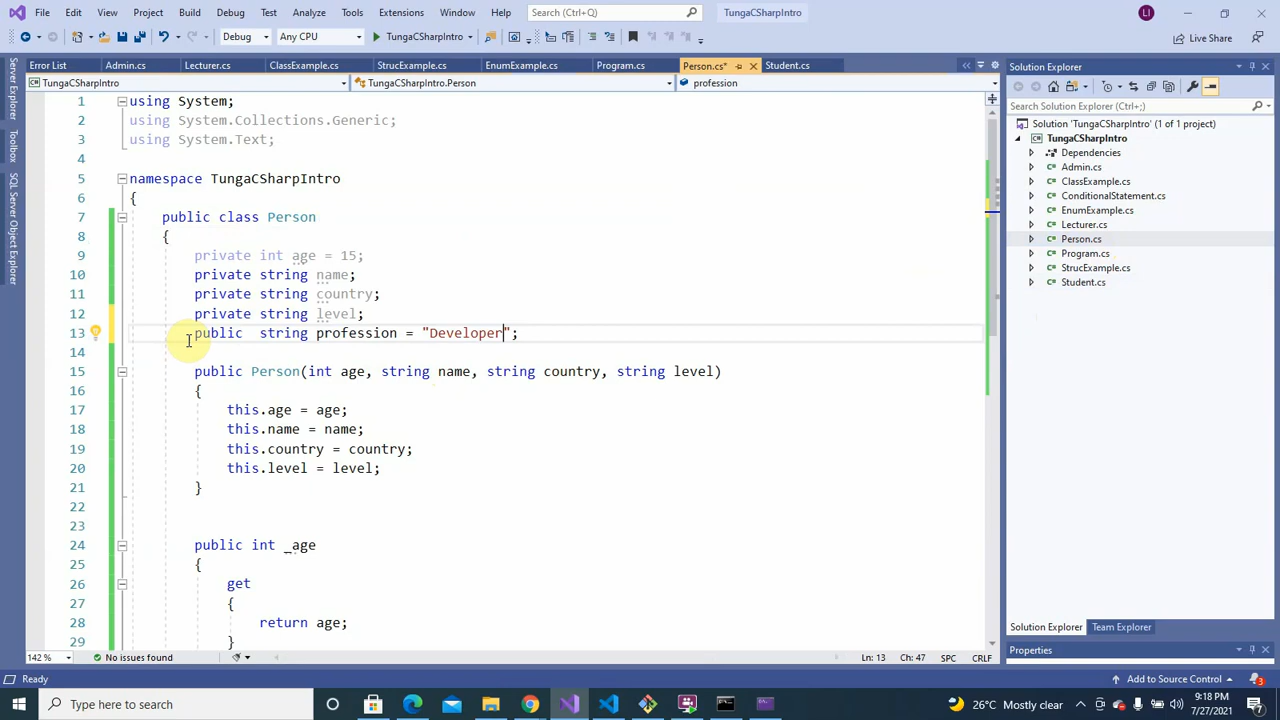 File Edit View Project Build Debug Test Analyze Tools Extensions Window Help Search (Ctrl+Q) TungaCSharpIntro LI
Debug Any CPU TungaCSharpIntro Live Share
Error List Admin.cs Lecturer.cs ClassExample.cs StrucExample.cs EnumExample.cs Program.cs Person.cs* Student.cs
TungaCSharpIntro TungaCSharpIntro.Person profession
Server Explorer
Toolbox
SQL Server Object Explorer
1 using System;
2 using System.Collections.Generic;
3 using System.Text;
4
5 namespace TungaCSharpIntro
6 {
7 public class Person
8 {
9 private int age = 15;
10 private string name;
11 private string country;
12 private string level;
13 public  string profession = "Developer";
14
15 public Person(int age, string name, string country, string level)
16 {
17 this.age = age;
18 this.name = name;
19 this.country = country;
20 this.level = level;
21 }
22
23
24 public int _age
25 {
26 get
27 {
28 return age;
29 }
142 % No issues found Ln: 13 Ch: 47 SPC CRLF
Solution Explorer
Search Solution Explorer (Ctrl+;)
Solution 'TungaCSharpIntro' (1 of 1 project)
TungaCSharpIntro
Dependencies
C# Admin.cs
C# ClassExample.cs
C# ConditionalStatement.cs
C# EnumExample.cs
C# Lecturer.cs
C# Person.cs
C# Program.cs
C# StrucExample.cs
C# Student.cs
Solution Explorer Team Explorer
Properties
Ready Add to Source Control 3
Type here to search 26°C Mostly clear 9:18 PM
7/27/2021